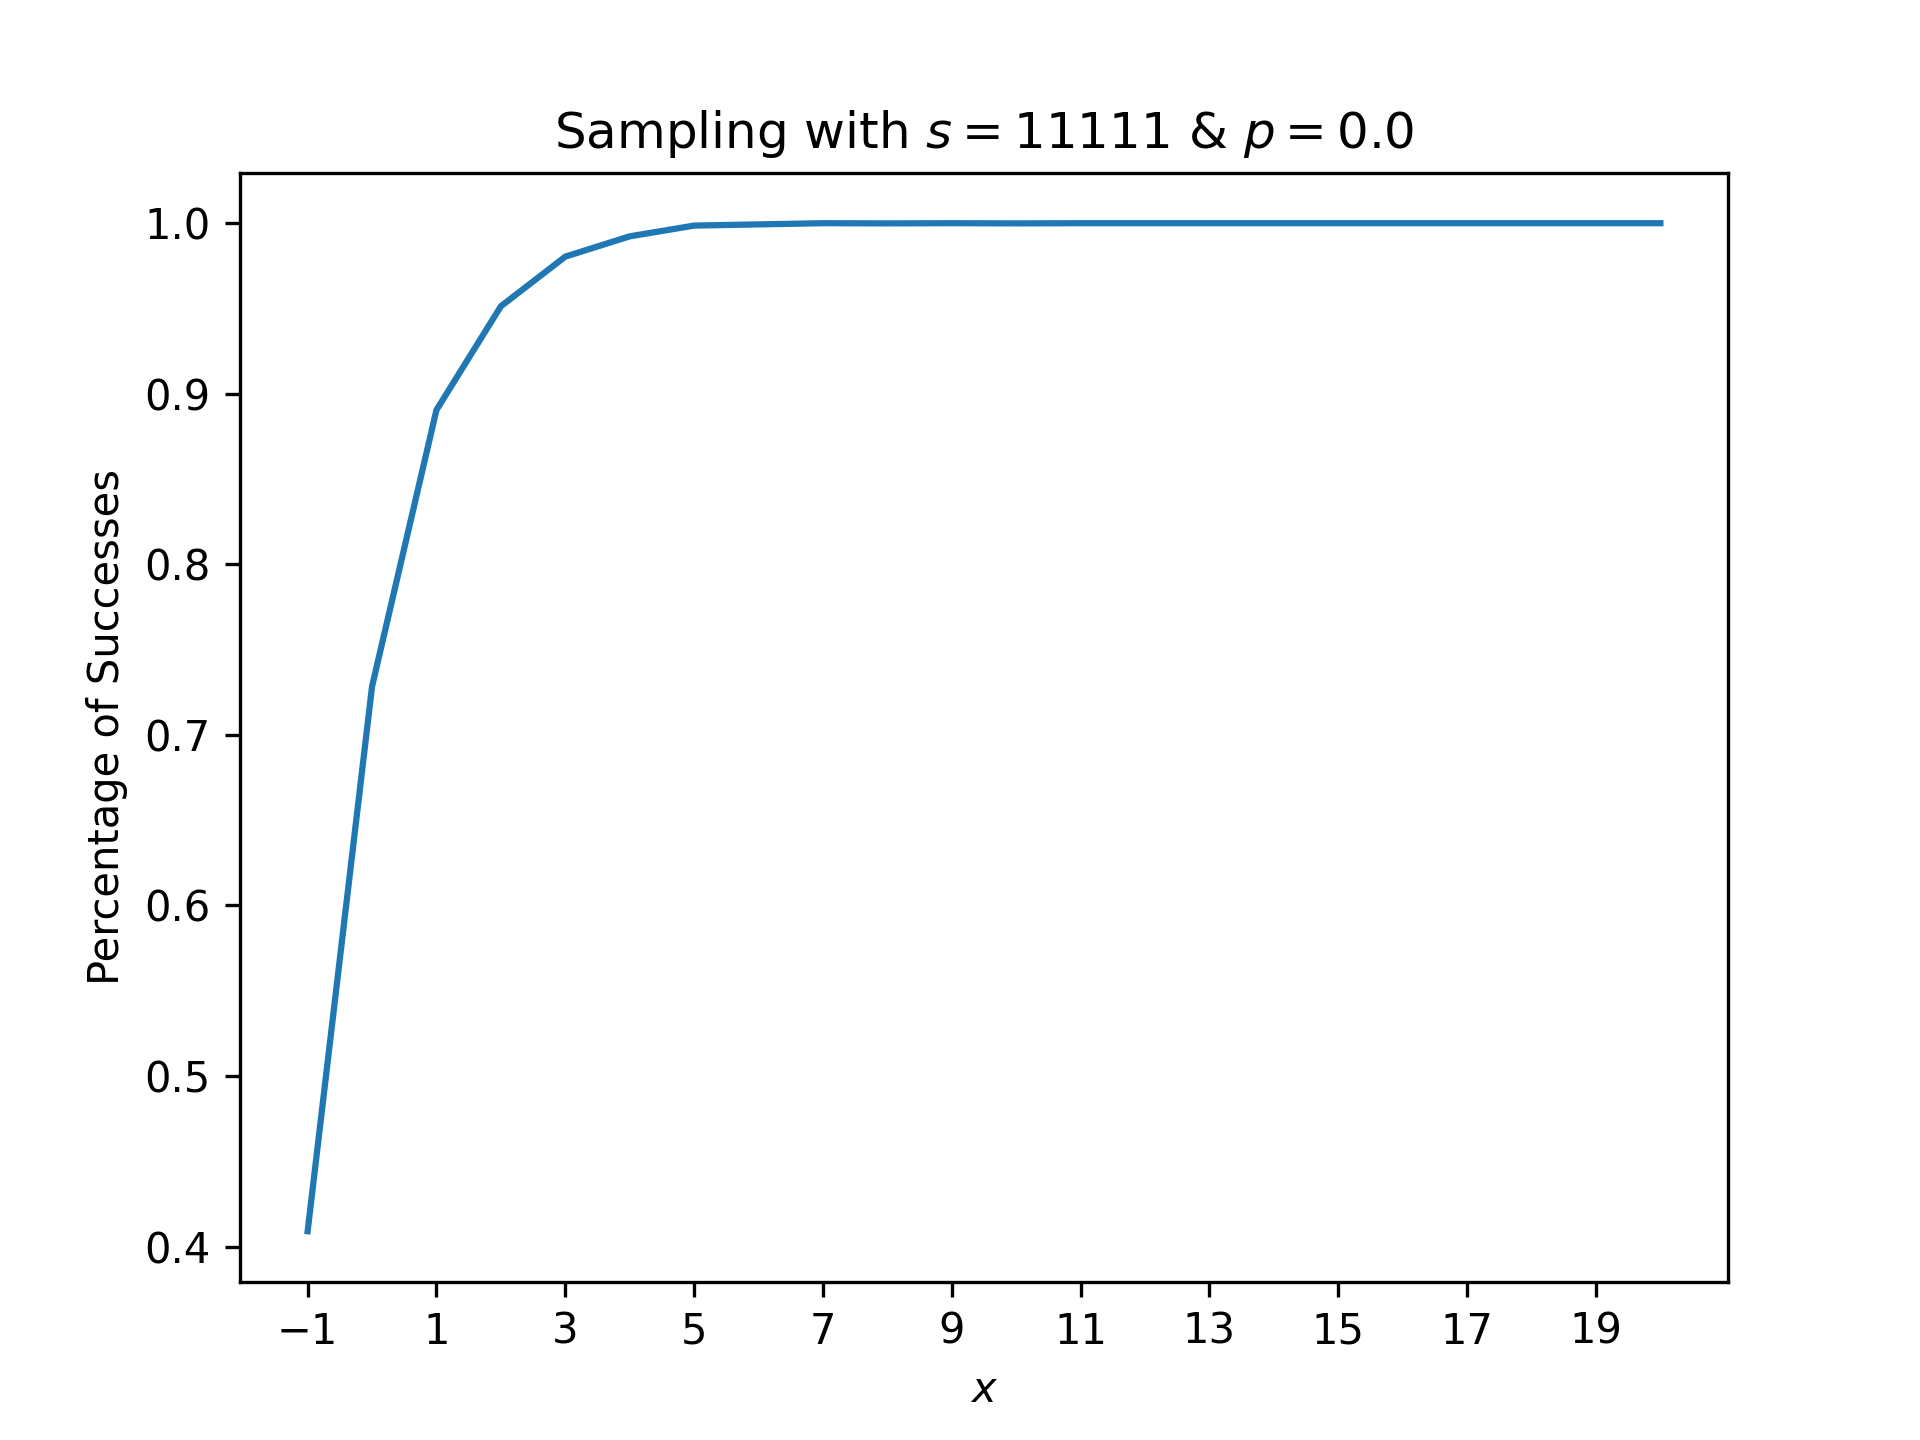 Sampling with s = 11111 & p = 0.0
1.0
0.9
0.8
0.7
0.6
0.5
0.4
Percentage of Successes
−1 1 3 5 7 9 11 13 15 17 19
x